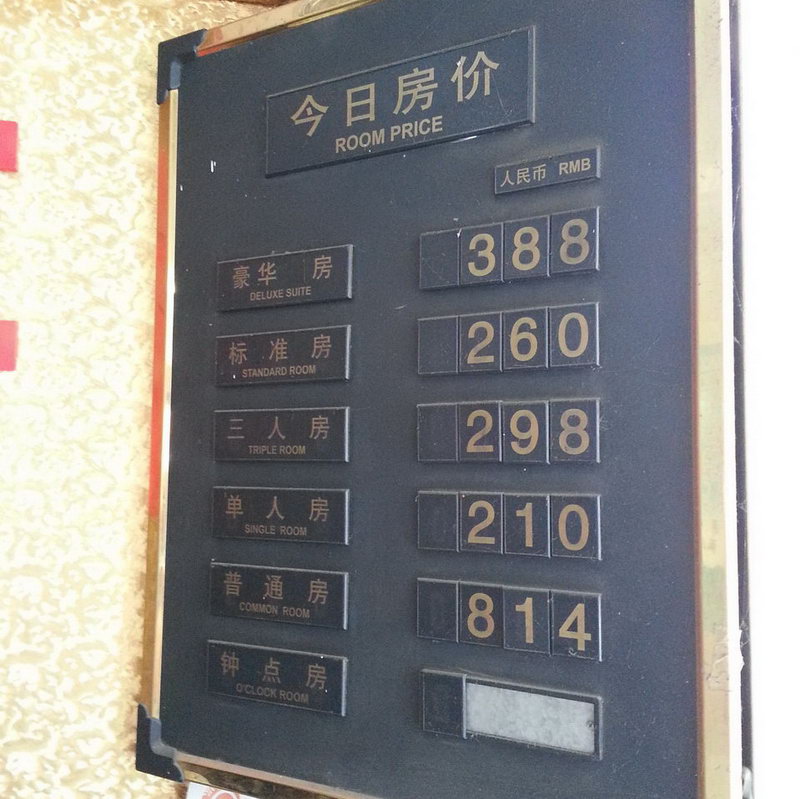 今日房价
ROOM PRICE
人民币 RMB
豪华 房 388
DELUXE SUITE
标准房 260
STANDARD ROOM
三人房 298
TRIPLE ROOM
单人房 210
SINGLE ROOM
普通房 814
COMMON ROOM
钟点房
O'CLOCK ROOM